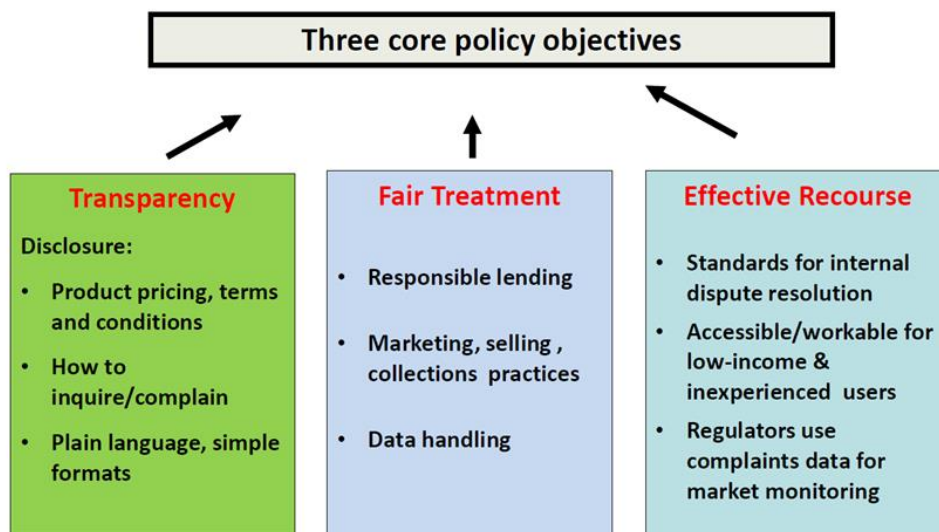 Three core policy objectives
Transparency
Disclosure:
• Product pricing, terms
and conditions
• How to
inquire/complain
• Plain language, simple
formats
Fair Treatment
• Responsible lending
• Marketing, selling ,
collections practices
• Data handling
Effective Recourse
• Standards for internal
dispute resolution
• Accessible/workable for
low-income &
inexperienced users
• Regulators use
complaints data for
market monitoring